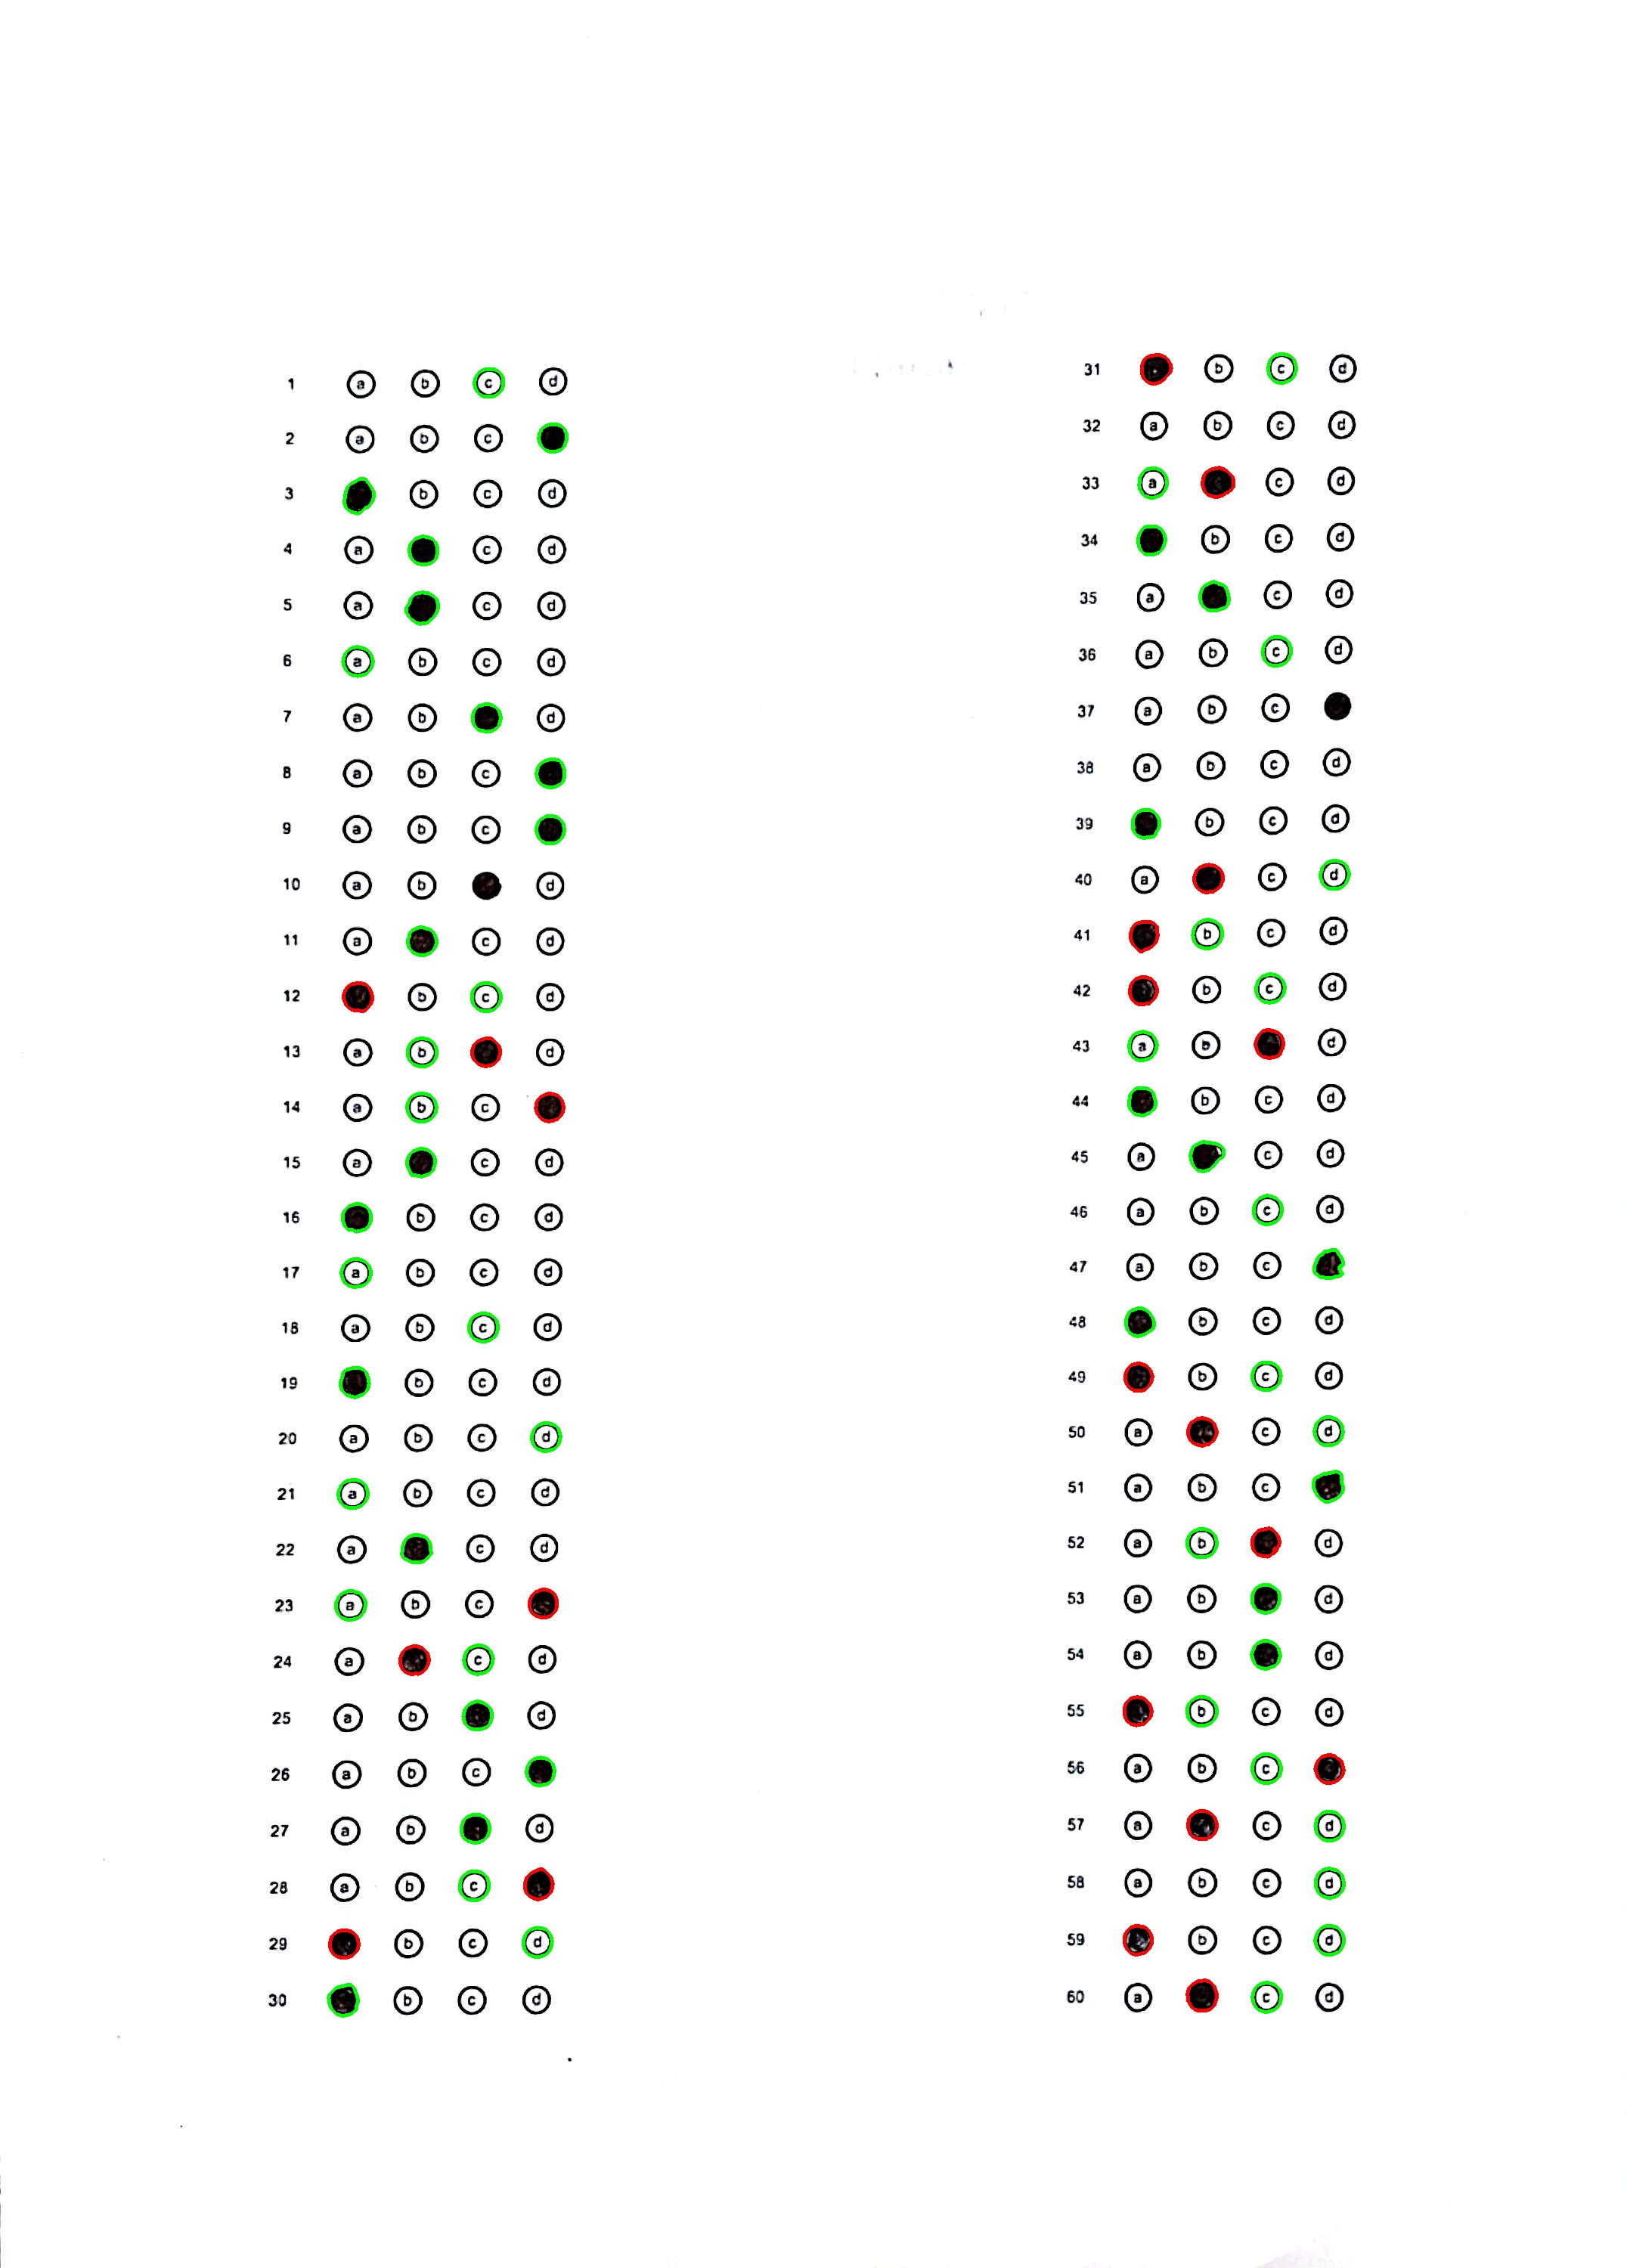 1 a b c d
2 a b c
3 b c d
4 a c d
5 a c d
6 a b c d
7 a b d
8 a b c
9 a b c
10 a b d
11 a c d
12 b c d
13 a b d
14 a b c
15 a c d
16 b c d
17 a b c d
18 a b c d
19 b c d
20 a b c d
21 a b c d
22 a c d
23 a b c
24 a c d
25 a b d
26 a b c
27 a b d
28 a b c
29 b c d
30 b c d
31 b c d
32 a b c d
33 a c d
34 b c d
35 a c d
36 a b c d
37 a b c
38 a b c d
39 b c d
40 a c d
41 b c d
42 b c d
43 a b d
44 b c d
45 a c d
46 a b c d
47 a b c
48 b c d
49 b c d
50 a c d
51 a b c
52 a b d
53 a b d
54 a b d
55 b c d
56 a b c
57 a c d
58 a b c d
59 b c d
60 a c d